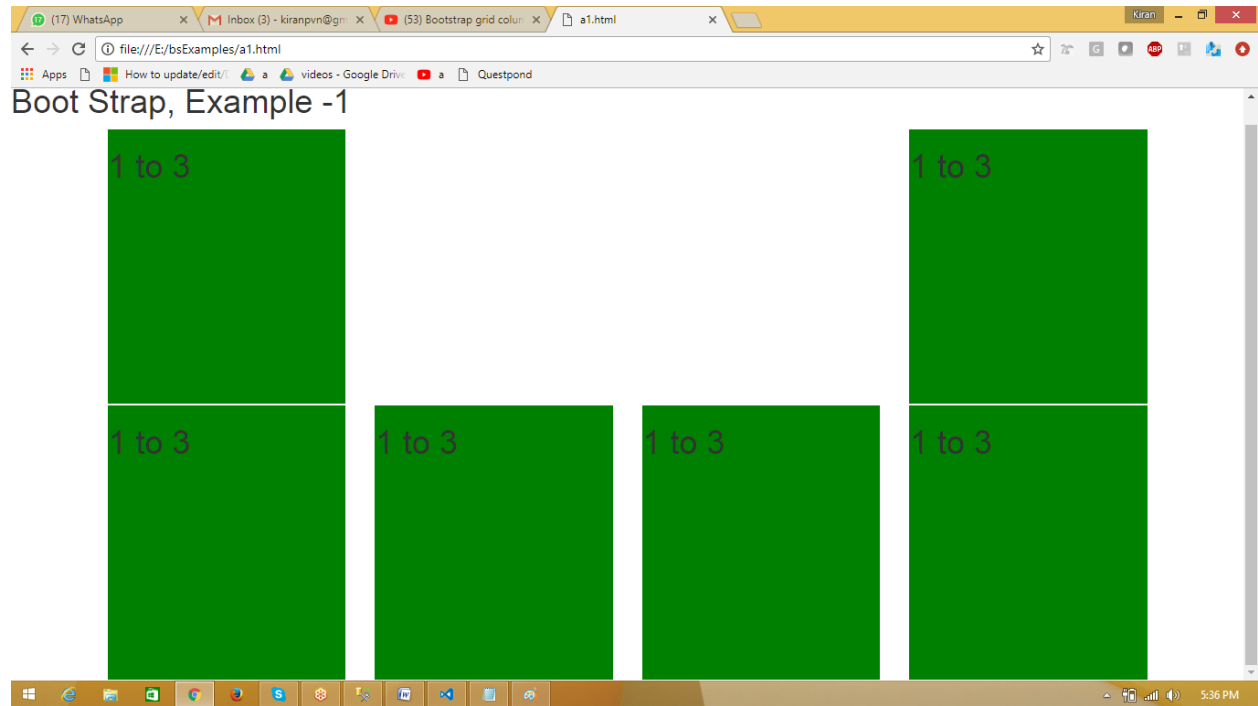 (17) WhatsApp
Inbox (3) - kiranpvn@gm
(53) Bootstrap grid colun
a1.html
Kiran
file:///E:/bsExamples/a1.html
Apps
How to update/edit/
a
videos - Google Drive
a
Questpond
Boot Strap, Example -1
1 to 3
1 to 3
1 to 3
1 to 3
1 to 3
1 to 3
5:36 PM